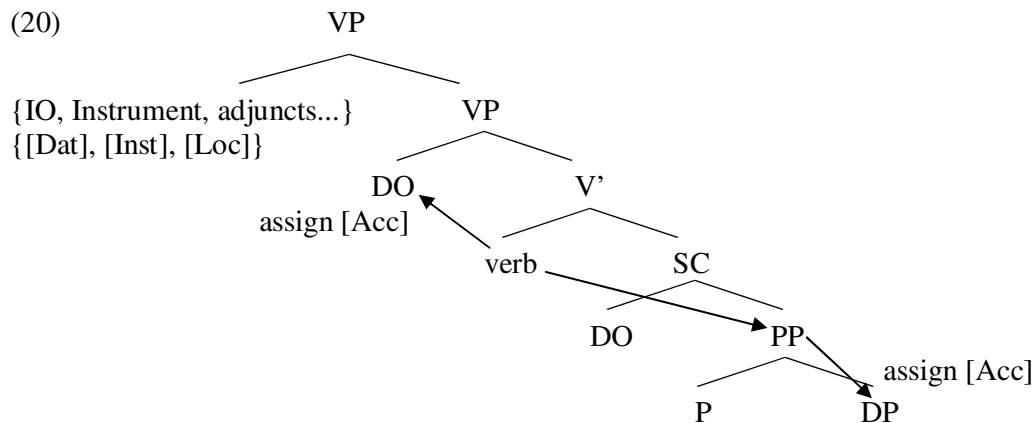 (20) VP
{IO, Instrument, adjuncts...} VP
{[Dat], [Inst], [Loc]}
DO V’
assign [Acc]
verb SC
DO PP
assign [Acc]
P DP